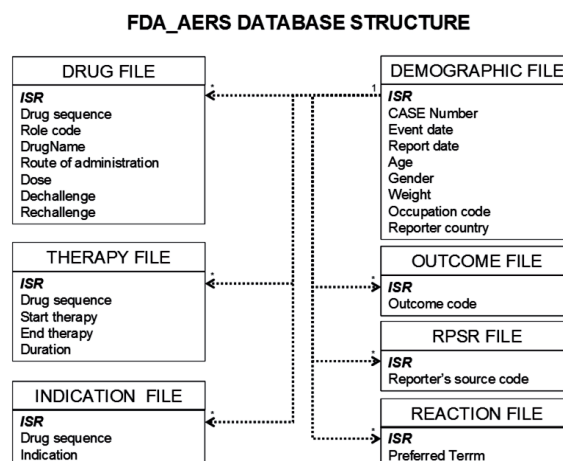 FDA_AERS DATABASE STRUCTURE
DRUG FILE
ISR
Drug sequence
Role code
DrugName
Route of administration
Dose
Dechallenge
Rechallenge
THERAPY FILE
ISR
Drug sequence
Start therapy
End therapy
Duration
INDICATION FILE
ISR
Drug sequence
Indication
*
*
*
1
DEMOGRAPHIC FILE
ISR
CASE Number
Event date
Report date
Age
Gender
Weight
Occupation code
Reporter country
*
OUTCOME FILE
ISR
Outcome code
*
RPSR FILE
ISR
Reporter's source code
*
REACTION FILE
ISR
Preferred Terrm